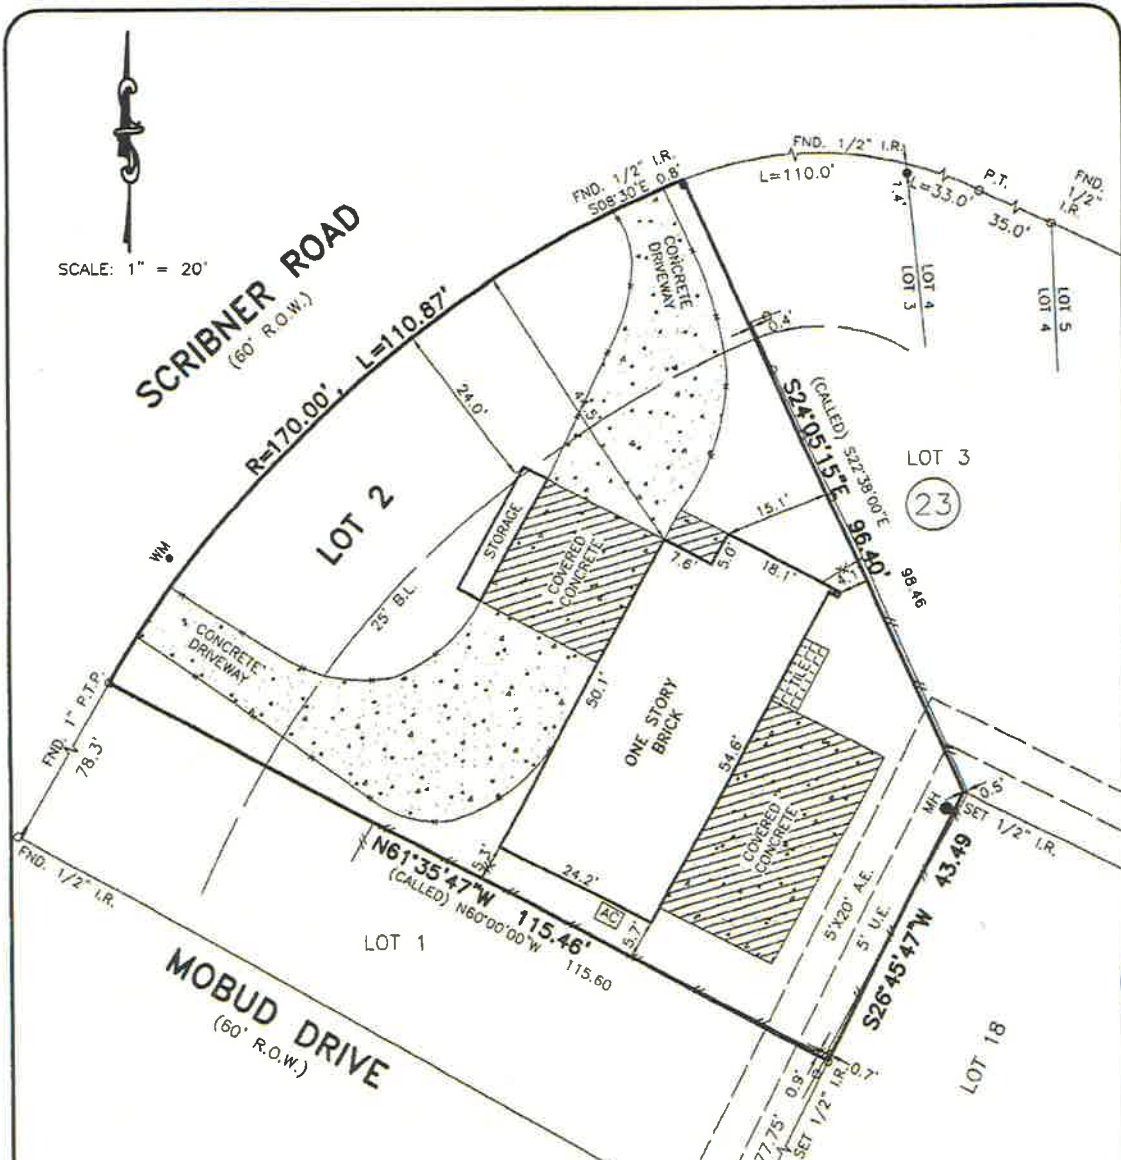 SCALE: 1" = 20'
SCRIBNER ROAD
(60' R.O.W.)
R=170.00', L=110.87'
FND. 1/2" I.R.
S08°30'E 0.8'
FND. 1/2" I.R.
L=110.0'
7.4'
L=33.0'
P.T.
35.0'
FND.
1/2"
I.R.
LOT 4
LOT 3
LOT 5
LOT 4
CONCRETE
DRIVEWAY
0.4'
(CALLED) S22°38'00"E
S24°05'15"E 96.40'
98.46
LOT 3
23
24.0'
LOT 2
WM
STORAGE
COVERED
CONCRETE
15.1'
7.6'
5.0'
18.1'
25' B.L.
CONCRETE
DRIVEWAY
50.1'
ONE STORY
BRICK
TILE
54.6'
COVERED
CONCRETE
FND. 1" P.T.P.
78.3'
FND. 1/2" I.R.
24.2'
AC
5.7'
N61°35'47"W 115.46'
(CALLED) N60°00'00"W 115.60
LOT 1
MOBUD DRIVE
(60' R.O.W.)
MH
0.5'
SET 1/2" I.R.
5'X20' A.E.
5' U.E.
S26°45'47"W 43.49
LOT 18
0.7'
0.9'
SET 1/2" I.R.
77.75'